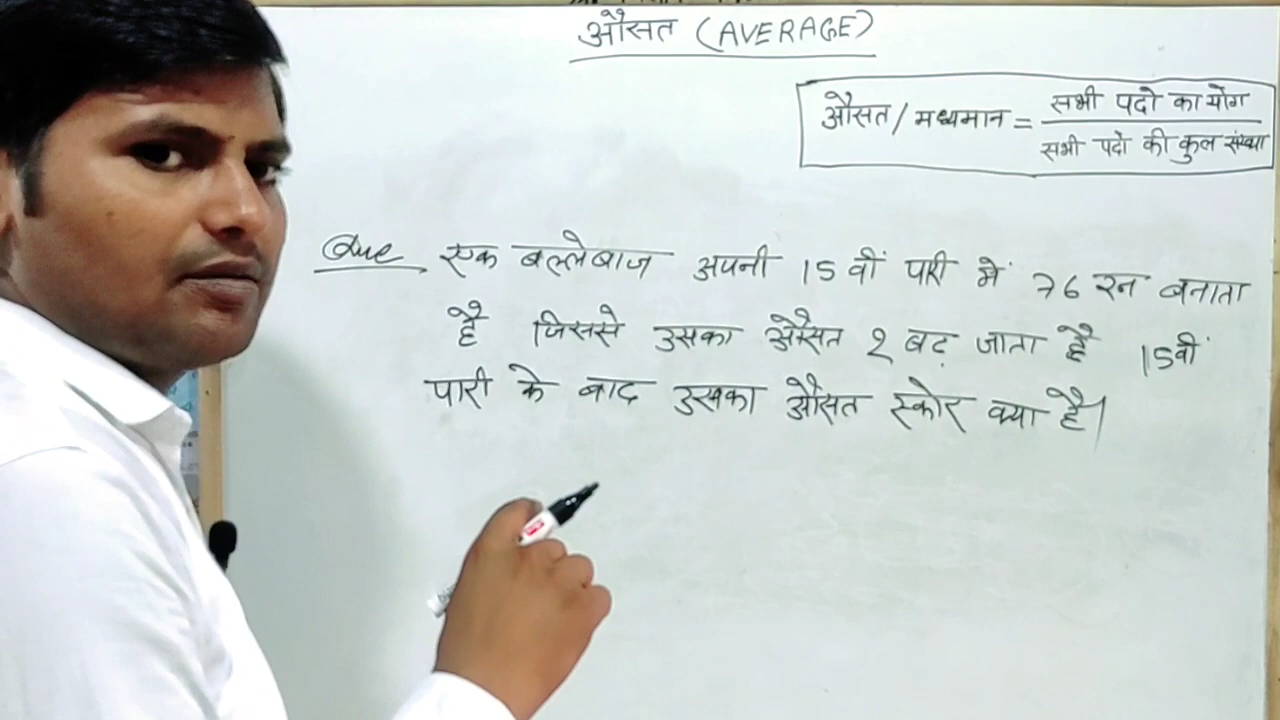 औसत (AVERAGE)
औसत / मध्यमान = सभी पदो का योग
सभी पदो की कुल संख्या
Que एक बल्लेबाज अपनी 15 वीं पारी में 76 रन बनाता
है जिससे उसका औसत 2 बढ़ जाता है 15वीं
पारी के बाद उसका औसत स्कोर क्या है।